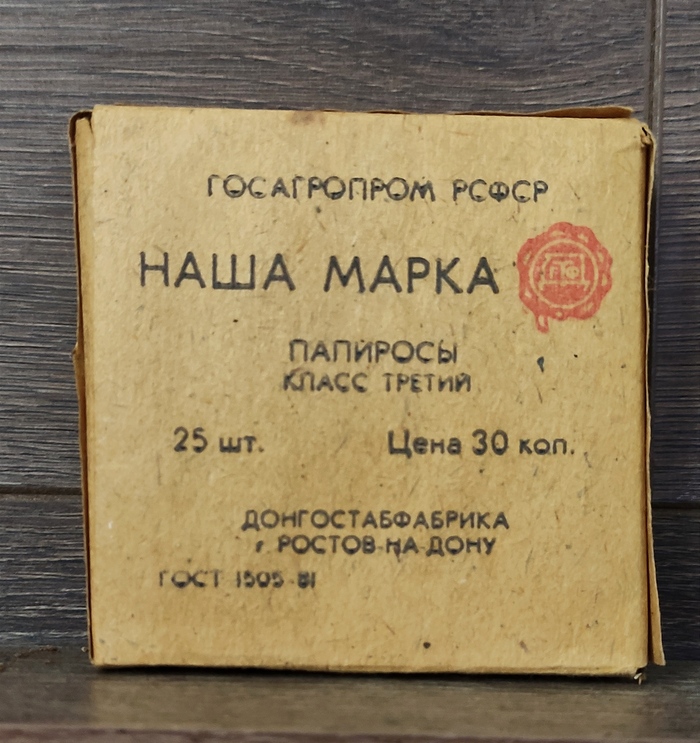 ГОСАГРОПРОМ РСФСР
НАША МАРКА
ДПФ
ПАПИРОСЫ
КЛАСС ТРЕТИЙ
25 шт. Цена 30 коп.
ДОНГОСТАБФАБРИКА
г. РОСТОВ-НА-ДОНУ
ГОСТ 1505-81